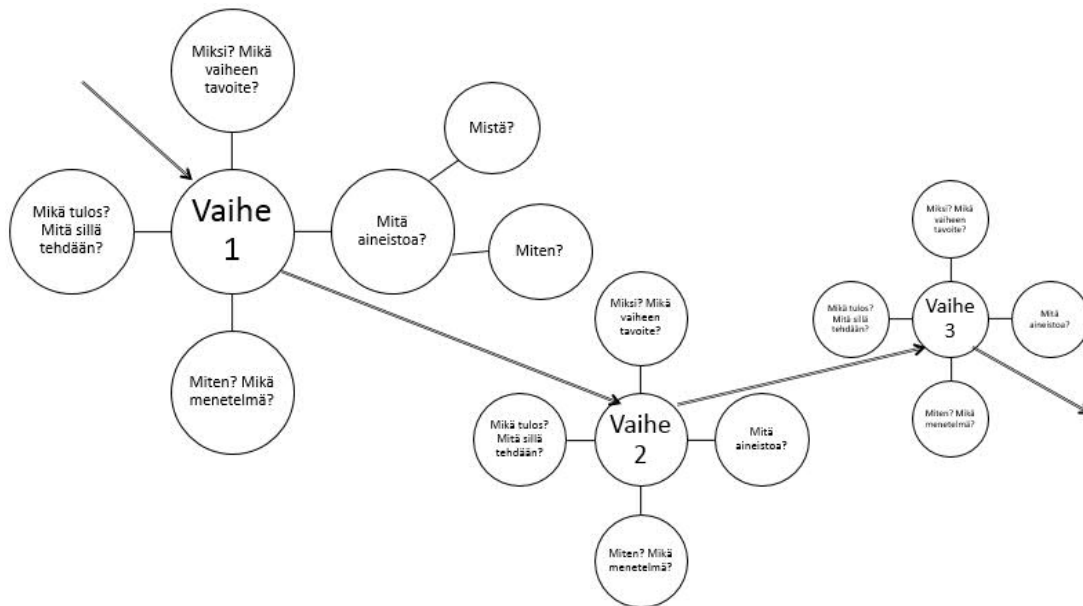 Miksi? Mikä
vaiheen
tavoite?
Mistä?
Mikä tulos?
Mitä sillä
tehdään?
Vaihe
1
Mitä
aineistoa?
Miten?
Miten? Mikä
menetelmä?
Miksi? Mikä
vaiheen
tavoite?
Mikä tulos?
Mitä sillä
tehdään?
Vaihe
2
Mitä
aineistoa?
Miten? Mikä
menetelmä?
Miksi? Mikä
vaiheen
tavoite?
Mikä tulos?
Mitä sillä
tehdään?
Vaihe
3
Mitä
aineistoa?
Miten? Mikä
menetelmä?